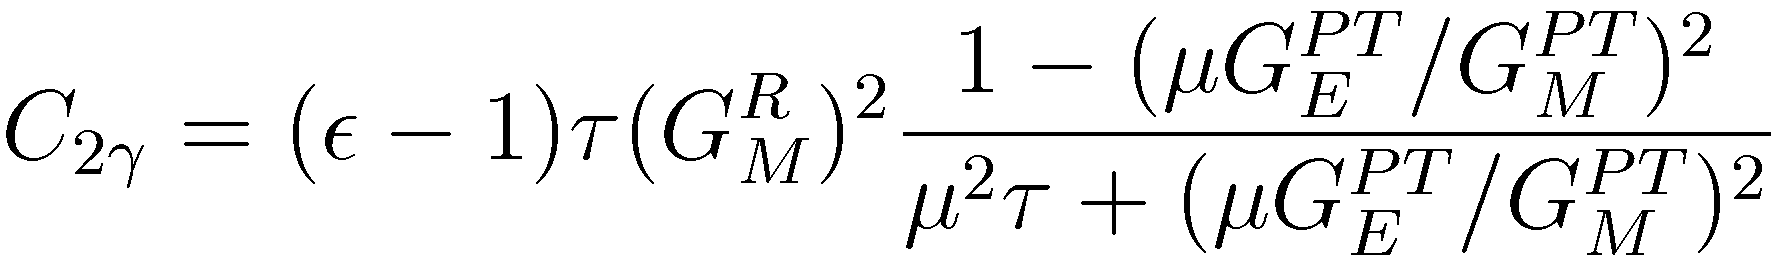 C_{2\gamma} = (\epsilon - 1)\tau(G_M^R)^2 \frac{1 - (\mu G_E^{PT}/G_M^{PT})^2}{\mu^2\tau + (\mu G_E^{PT}/G_M^{PT})^2}